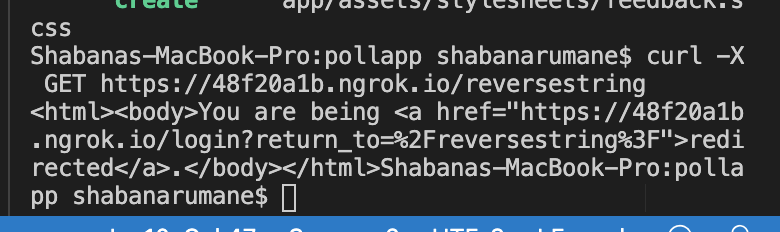 create app/assets/stylesheets/feedback.s
css
Shabanas-MacBook-Pro:pollapp shabanarumane$ curl -X
GET https://48f20a1b.ngrok.io/reversestring
<html><body>You are being <a href="https://48f20a1b
.ngrok.io/login?return_to=%2Freversestring%3F">redi
rected</a>.</body></html>Shabanas-MacBook-Pro:polla
pp shabanarumane$